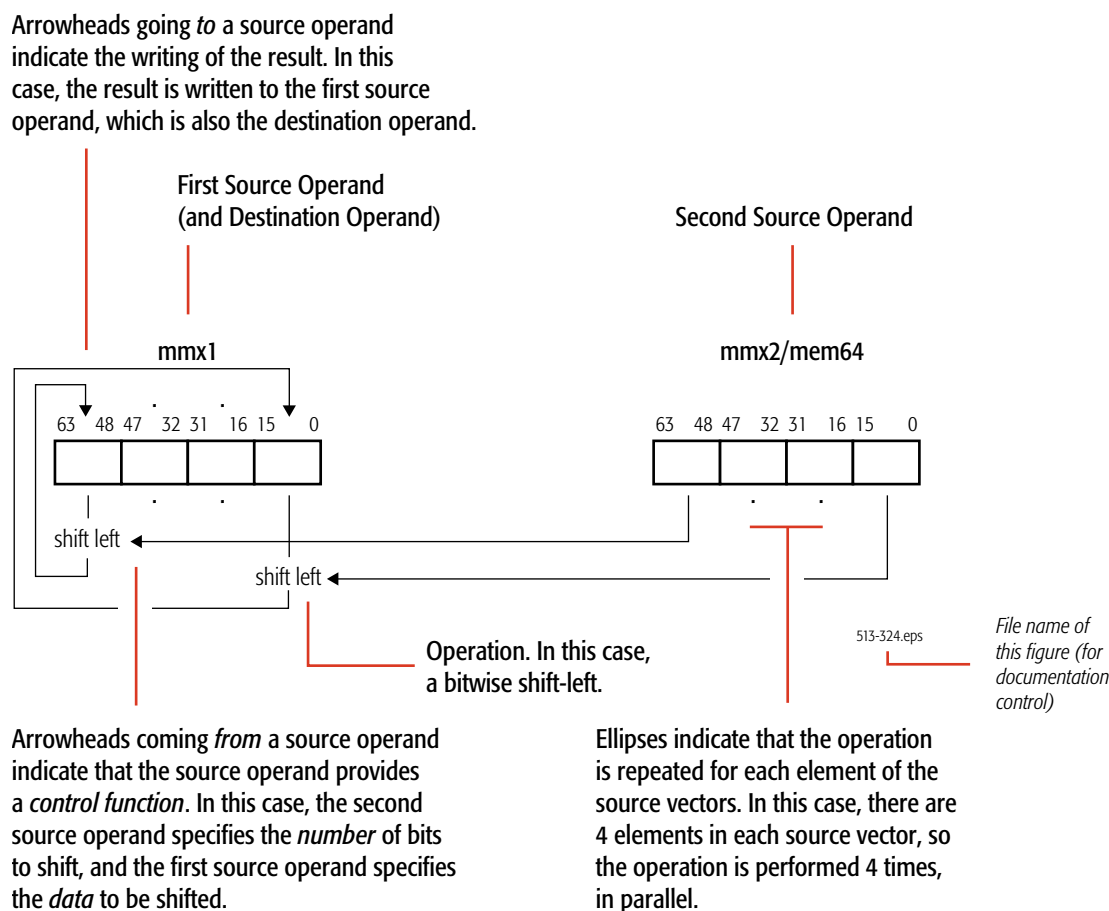 Arrowheads going to a source operand
indicate the writing of the result. In this
case, the result is written to the first source
operand, which is also the destination operand.
First Source Operand
(and Destination Operand)
Second Source Operand
mmx1
mmx2/mem64
. .
63 48 47 32 31 16 15 0
63 48 47 32 31 16 15 0
. .
. .
shift left
shift left
Operation. In this case,
a bitwise shift-left.
513-324.eps
File name of
this figure (for
documentation
control)
Arrowheads coming from a source operand
indicate that the source operand provides
a control function. In this case, the second
source operand specifies the number of bits
to shift, and the first source operand specifies
the data to be shifted.
Ellipses indicate that the operation
is repeated for each element of the
source vectors. In this case, there are
4 elements in each source vector, so
the operation is performed 4 times,
in parallel.